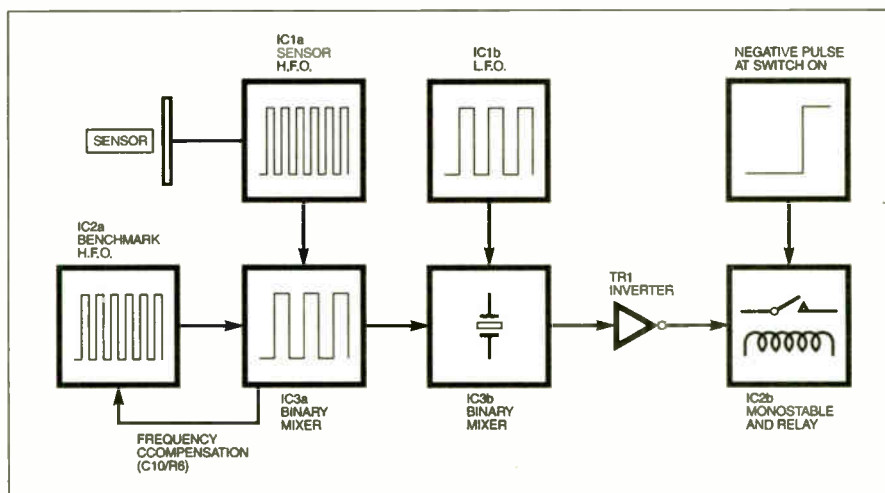 IC1a
SENSOR
H.F.O.
IC1b
L.F.O.
NEGATIVE PULSE
AT SWITCH ON
SENSOR
IC2a
BENCHMARK
H.F.O.
TR1
INVERTER
IC3a
BINARY
MIXER
IC3b
BINARY
MIXER
IC2b
MONOSTABLE
AND RELAY
FREQUENCY
CCOMPENSATION
(C10/R6)